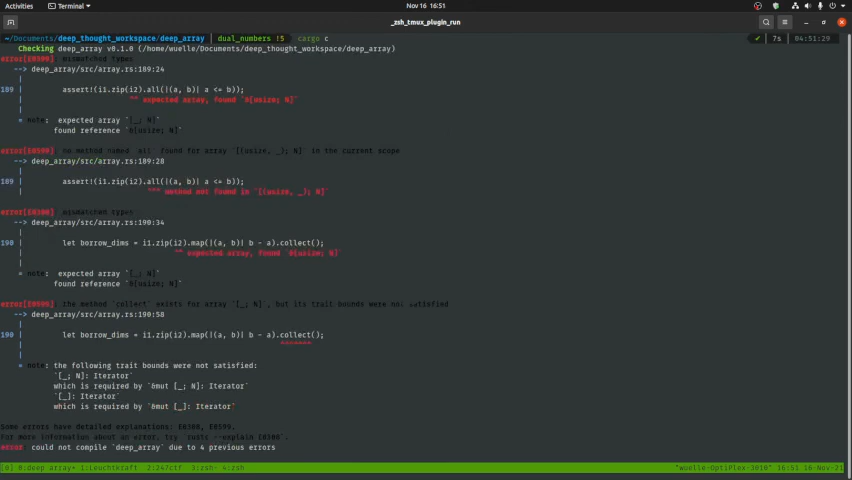 Activities Terminal Nov 16 16:51
_zsh_tmux_plugin_run
~/Documents/deep_thought_workspace/deep_array dual_numbers !5 cargo c ✔ 7s 04:51:29
Checking deep_array v0.1.0 (/home/wuelle/Documents/deep_thought_workspace/deep_array)
mismatched types
--> deep_array/src/array.rs:189:24
|
189 | assert!(i1.zip(i2).all(|(a, b)| a <= b));
| ^^ expected array, found `&[usize; N]`
|
= note: expected array `[_; N]`
found reference `&[usize; N]`
error[E0599]: no method named `all` found for array `[(usize, _); N]` in the current scope
--> deep_array/src/array.rs:189:28
|
189 | assert!(i1.zip(i2).all(|(a, b)| a <= b));
| ^^^ method not found in `[(usize, _); N]`
error[E0308]: mismatched types
--> deep_array/src/array.rs:190:34
|
190 | let borrow_dims = i1.zip(i2).map(|(a, b)| b - a).collect();
| ^^ expected array, found `&[usize; N]`
|
= note: expected array `[_; N]`
found reference `&[usize; N]`
error[E0599]: the method `collect` exists for array `[_; N]`, but its trait bounds were not satisfied
--> deep_array/src/array.rs:190:58
|
190 | let borrow_dims = i1.zip(i2).map(|(a, b)| b - a).collect();
| ^^^^^^^
|
= note: the following trait bounds were not satisfied:
`[_; N]: Iterator`
which is required by `&mut [_; N]: Iterator`
`[_]: Iterator`
which is required by `&mut [_]: Iterator`
Some errors have detailed explanations: E0308, E0599.
For more information about an error, try `rustc --explain E0308`.
error: could not compile `deep_array` due to 4 previous errors
[0] 0:deep_array* 1:Leuchtkraft 2:247ctf 3:zsh- 4:zsh "wuelle-OptiPlex-3010" 16:51 16-Nov-21